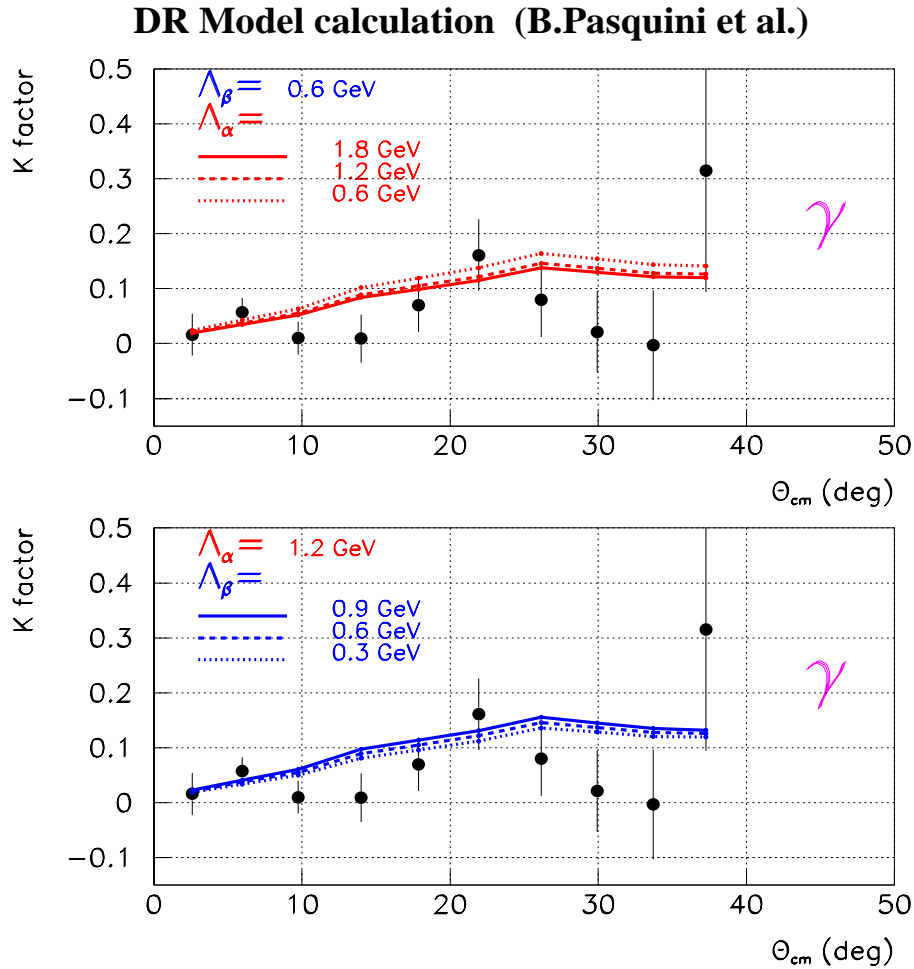 DR Model calculation (B.Pasquini et al.)
K factor
0.5
0.4
0.3
0.2
0.1
0
−0.1
Λβ= 0.6 GeV
Λα=
1.8 GeV
1.2 GeV
0.6 GeV
γ
0 10 20 30 40 50
Θcm (deg)
K factor
0.5
0.4
0.3
0.2
0.1
0
−0.1
Λα= 1.2 GeV
Λβ=
0.9 GeV
0.6 GeV
0.3 GeV
γ
0 10 20 30 40 50
Θcm (deg)